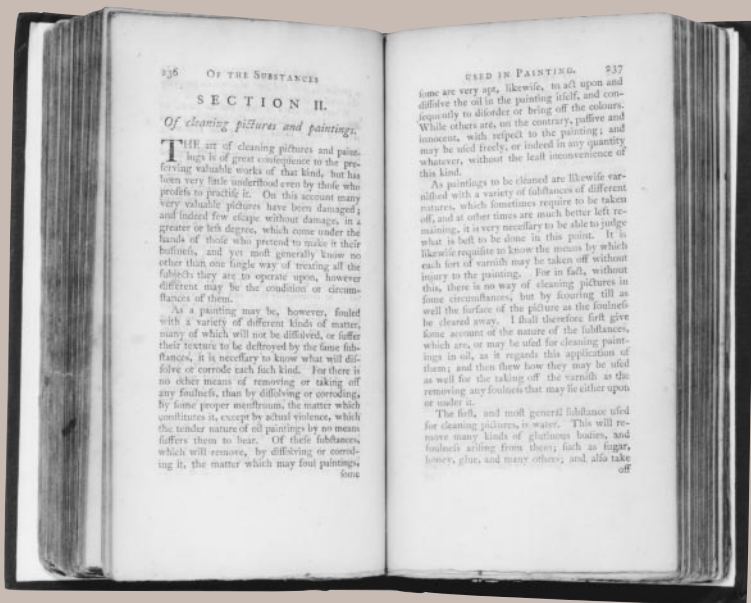 236 OF THE SUBSTANCES
SECTION II.
Of cleaning pictures and paintings.
THE art of cleaning pictures and paint-
ings is of great consequence to the pre-
ſerving valuable works of that kind, but has
been very little underſtood even by thoſe who
profeſs to practiſe it. On this account many
very valuable pictures have been damaged;
and indeed few eſcape without damage, in a
greater or leſs degree, which come under the
hands of thoſe who pretend to make it their
buſineſs, and yet moſt generally know no
other than one ſingle way of treating all the
ſubjects they are to operate upon, however
different may be the condition or circum-
ſtances of them.
As a painting may be, however, fouled
with a variety of different kinds of matter,
many of which will not be diſſolved, or ſuffer
their texture to be deſtroyed by the ſame ſub-
ſtances, it is neceſſary to know what will diſ-
ſolve or corrode each ſuch kind. For there is
no other means of removing or taking off
any foulneſs, than by diſſolving or corroding,
by ſome proper menſtruum, the matter which
conſtitutes it, except by actual violence, which
the tender nature of oil paintings by no means
ſuffers them to bear. Of theſe ſubſtances,
which will remove, by diſſolving or corrod-
ing it, the matter which may foul paintings,
ſome
USED IN PAINTING. 237
ſome are very apt, likewiſe, to act upon and
diſſolve the oil in the painting itſelf, and con-
ſequently to diſorder or bring off the colours.
While others are, on the contrary, paſſive and
innocent, with reſpect to the painting; and
may be uſed freely, or indeed in any quantity
whatever, without the leaſt inconvenience of
this kind.
As paintings to be cleaned are likewiſe var-
niſhed with a variety of ſubſtances of different
natures, which ſometimes require to be taken
off, and at other times are much better left re-
maining, it is very neceſſary to be able to judge
what is beſt to be done in this point. It is
likewiſe requiſite to know the means by which
each ſort of varniſh may be taken off without
injury to the painting. For in fact, without
this, there is no way of cleaning pictures in
ſome circumſtances, but by ſcouring till as
well the ſurface of the picture as the foulneſs
be cleared away. I ſhall therefore firſt give
ſome account of the nature of the ſubſtances,
which are, or may be uſed for cleaning paint-
ings in oil, as it regards this application of
them; and then ſhew how they may be uſed
as well for the taking off the varniſh as the
removing any foulneſs that may lie either upon
or under it.
The firſt, and moſt general ſubſtance uſed
for cleaning pictures, is water. This will re-
move many kinds of glutinous bodies, and
foulneſs ariſing from them; ſuch as ſugar,
honey, glue, and many others; and alſo take
off